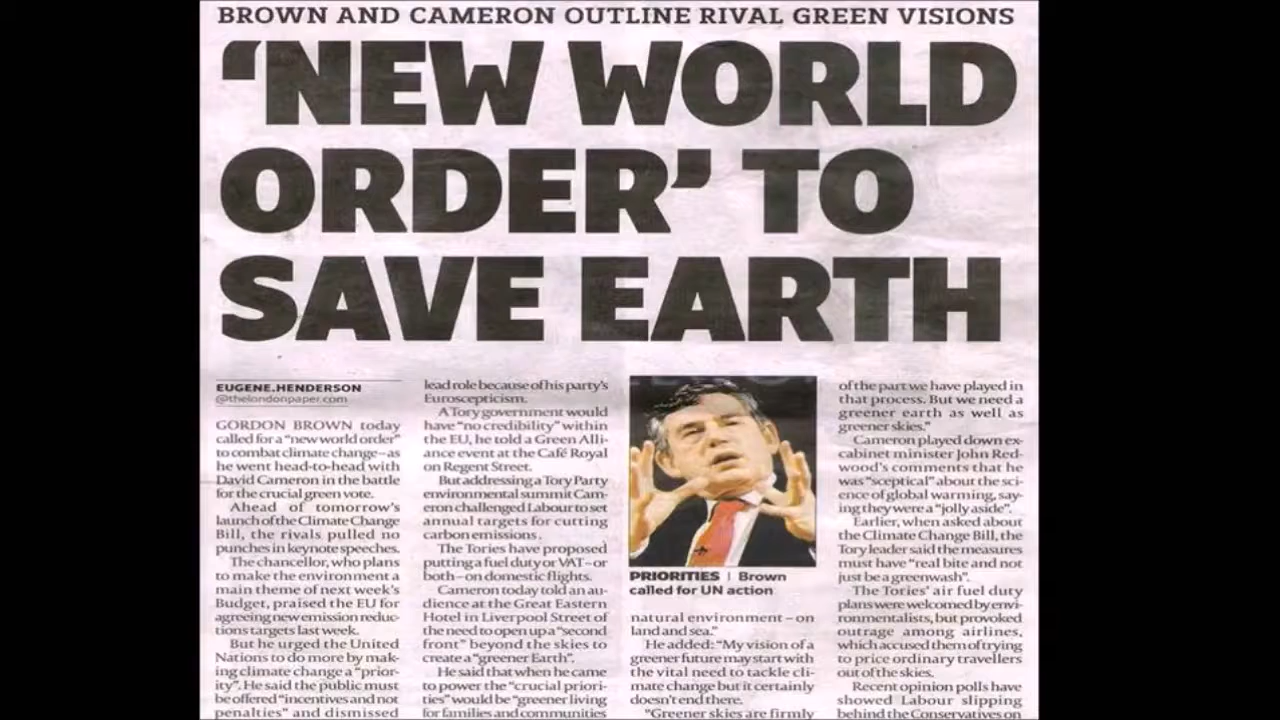 BROWN AND CAMERON OUTLINE RIVAL GREEN VISIONS
‘NEW WORLD
ORDER’ TO
SAVE EARTH
EUGENE.HENDERSON
@thelondonpaper.com
GORDON BROWN today
called for a “new world order”
to combat climate change – as
he went head-to-head with
David Cameron in the battle
for the crucial green vote.
Ahead of tomorrow’s
launch of the Climate Change
Bill, the rivals pulled no
punches in keynote speeches.
The chancellor, who plans
to make the environment a
main theme of next week’s
Budget, praised the EU for
agreeing new emission reduc-
tions targets last week.
But he urged the United
Nations to do more by mak-
ing climate change a “prior-
ity”. He said the public must
be offered “incentives and not
penalties” and dismissed
lead role because of his party’s
Euroscepticism.
A Tory government would
have “no credibility” within
the EU, he told a Green Alli-
ance event at the Café Royal
on Regent Street.
But addressing a Tory Party
environmental summit Cam-
eron challenged Labour to set
annual targets for cutting
carbon emissions.
The Tories have proposed
putting a fuel duty or VAT – or
both – on domestic flights.
Cameron today told an au-
dience at the Great Eastern
Hotel in Liverpool Street of
the need to open up a “second
front” beyond the skies to
create a “greener Earth”.
He said that when he came
to power the “crucial priori-
ties” would be “greener living
for families and communities
PRIORITIES | Brown
called for UN action
natural environment – on
land and sea.”
He added: “My vision of a
greener future may start with
the vital need to tackle cli-
mate change but it certainly
doesn’t end there.
“Greener skies are firmly
of the part we have played in
that process. But we need a
greener earth as well as
greener skies.”
Cameron played down ex-
cabinet minister John Red-
wood’s comments that he
was “sceptical” about the sci-
ence of global warming, say-
ing they were a “jolly aside”.
Earlier, when asked about
the Climate Change Bill, the
Tory leader said the measures
must have “real bite and not
just be a greenwash”.
The Tories’ air fuel duty
plans were welcomed by envi-
ronmentalists, but provoked
outrage among airlines,
which accused them of trying
to price ordinary travellers
out of the skies.
Recent opinion polls have
showed Labour slipping
behind the Conservatives on